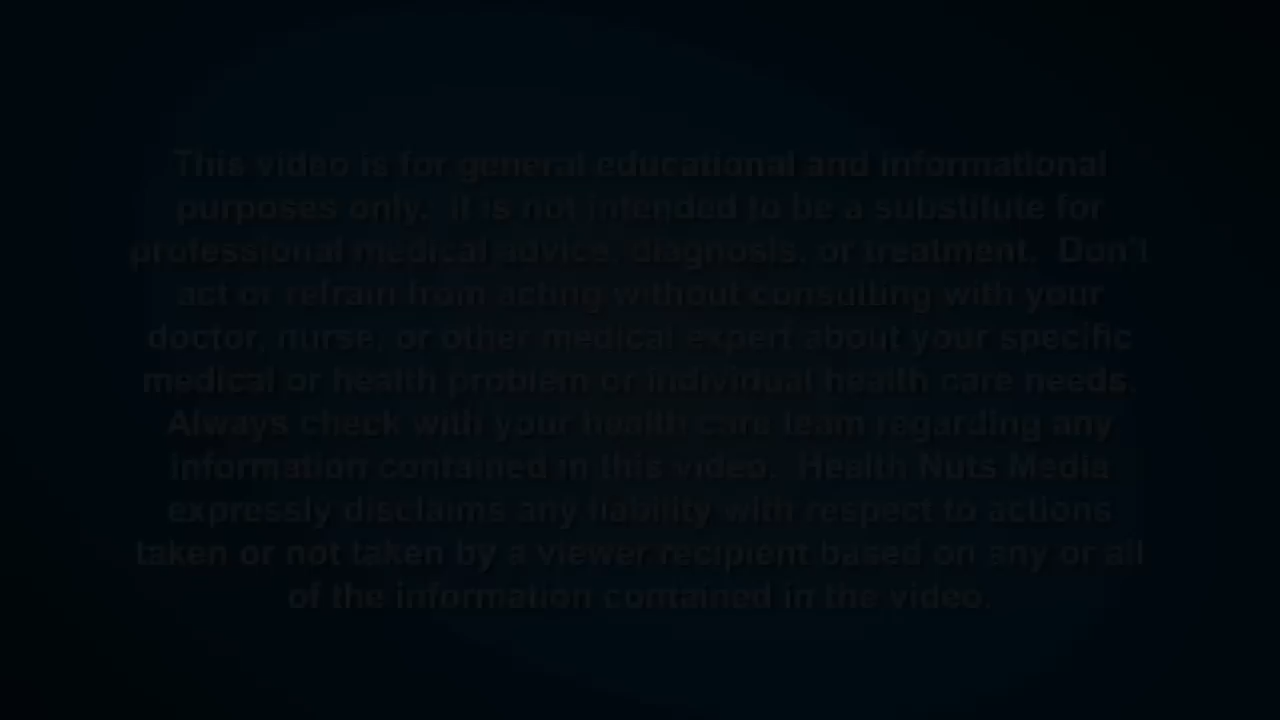 This video is for general educational and informational
purposes only.  It is not intended to be a substitute for
professional medical advice, diagnosis, or treatment.  Don't
act or refrain from acting without consulting with your
doctor, nurse, or other medical expert about your specific
medical or health problem or individual health care needs.
Always check with your health care team regarding any
information contained in this video.  Health Nuts Media
expressly disclaims any liability with respect to actions
taken or not taken by a viewer recipient based on any or all
of the information contained in the video.